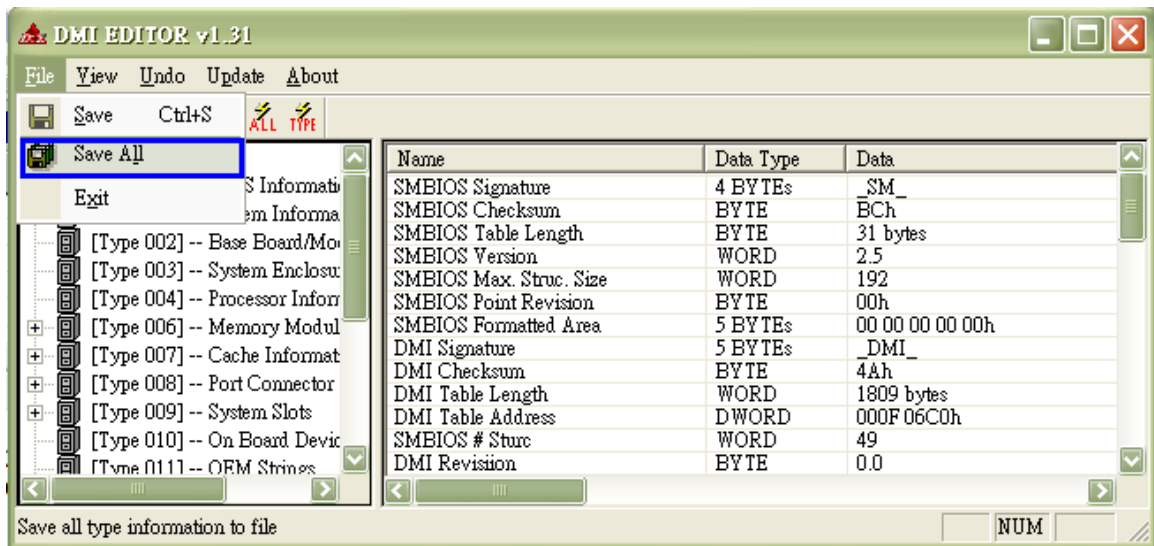 DMI EDITOR v1.31
File View Undo Update About
Save Ctrl+S
ALL TYPE
Save All
Exit
S Informati
em Informa
[Type 002] -- Base Board/Mo
[Type 003] -- System Enclosu
[Type 004] -- Processor Inform
[Type 006] -- Memory Modul
[Type 007] -- Cache Informat
[Type 008] -- Port Connector
[Type 009] -- System Slots
[Type 010] -- On Board Devic
[Type 011] -- OEM Strings
Name Data Type Data
SMBIOS Signature 4 BYTEs _SM_
SMBIOS Checksum BYTE BCh
SMBIOS Table Length BYTE 31 bytes
SMBIOS Version WORD 2.5
SMBIOS Max. Struc. Size WORD 192
SMBIOS Point Revision BYTE 00h
SMBIOS Formatted Area 5 BYTEs 00 00 00 00 00h
DMI Signature 5 BYTEs _DMI_
DMI Checksum BYTE 4Ah
DMI Table Length WORD 1809 bytes
DMI Table Address DWORD 000F06C0h
SMBIOS # Sturc WORD 49
DMI Revisiion BYTE 0.0
Save all type information to file
NUM